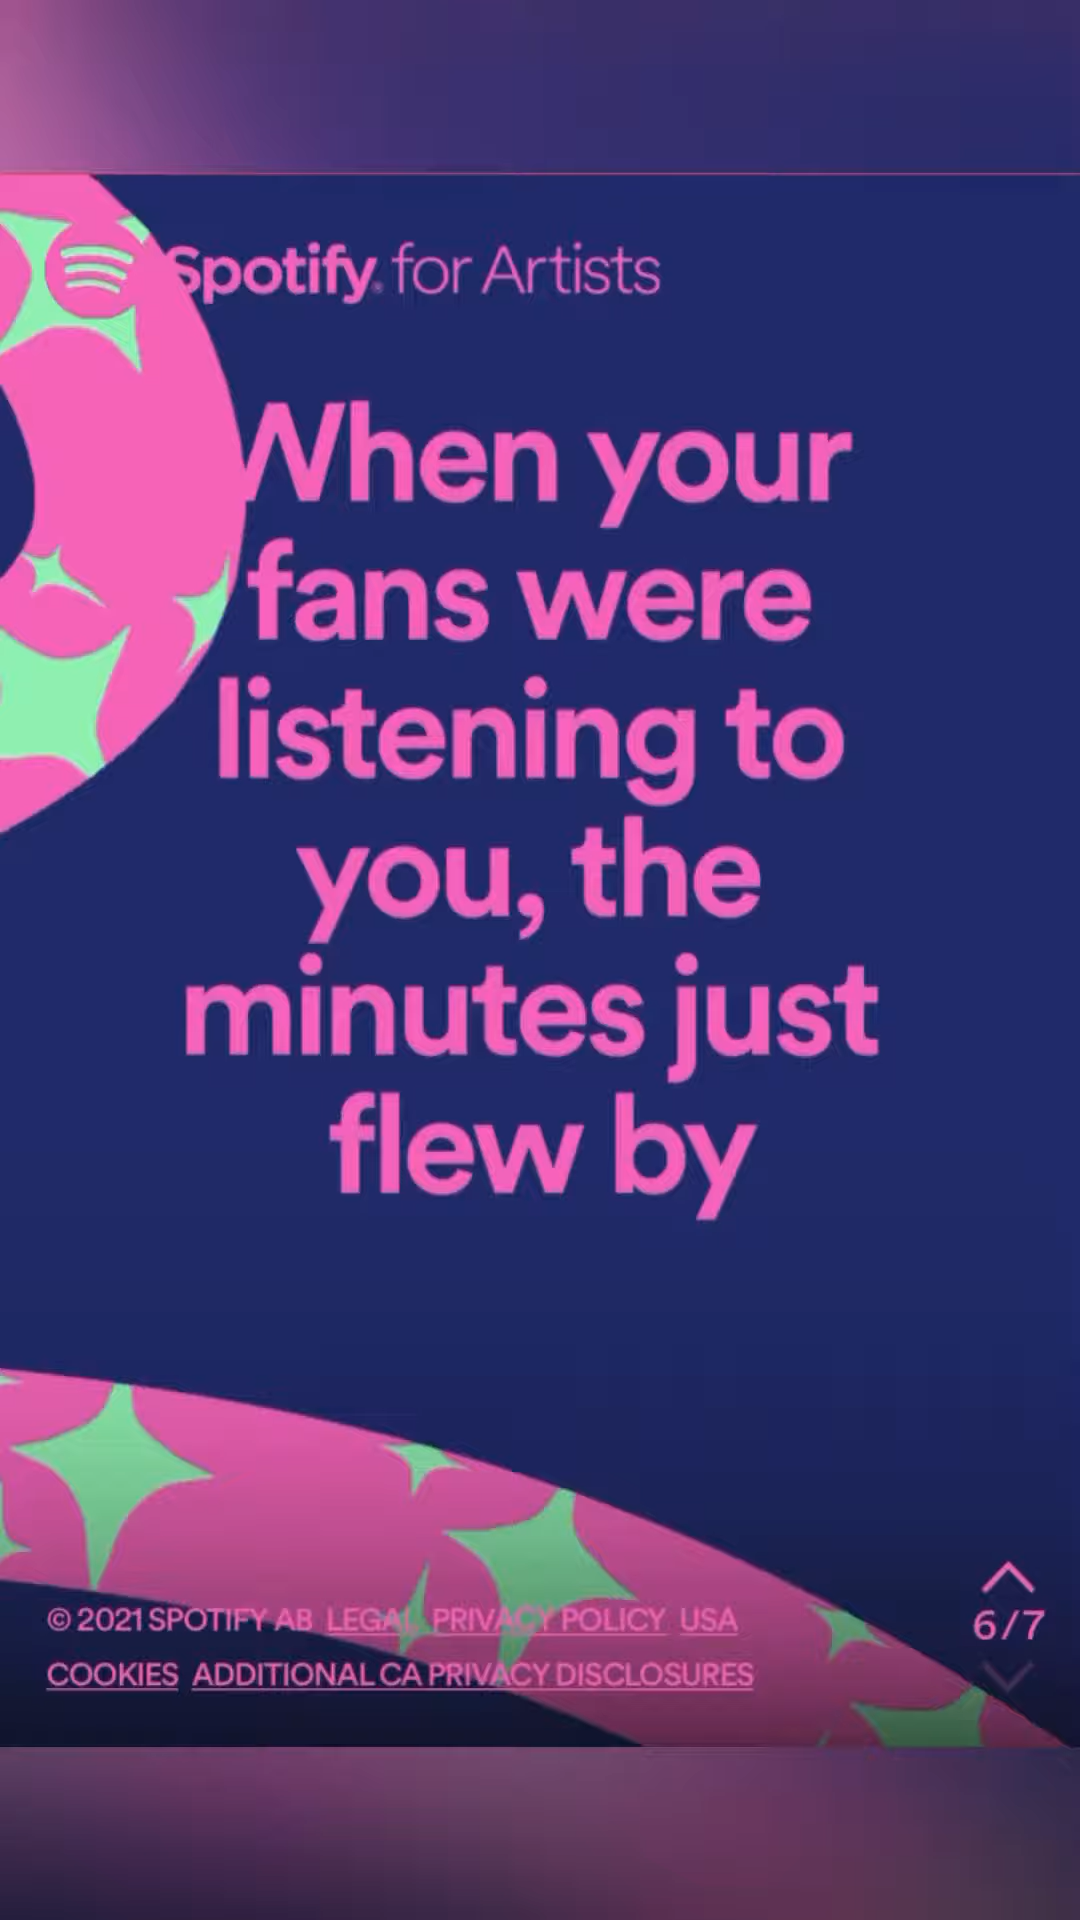 Spotify for Artists
When your
fans were
listening to
you, the
minutes just
flew by
© 2021 SPOTIFY AB LEGAL PRIVACY POLICY USA
COOKIES ADDITIONAL CA PRIVACY DISCLOSURES
6/7